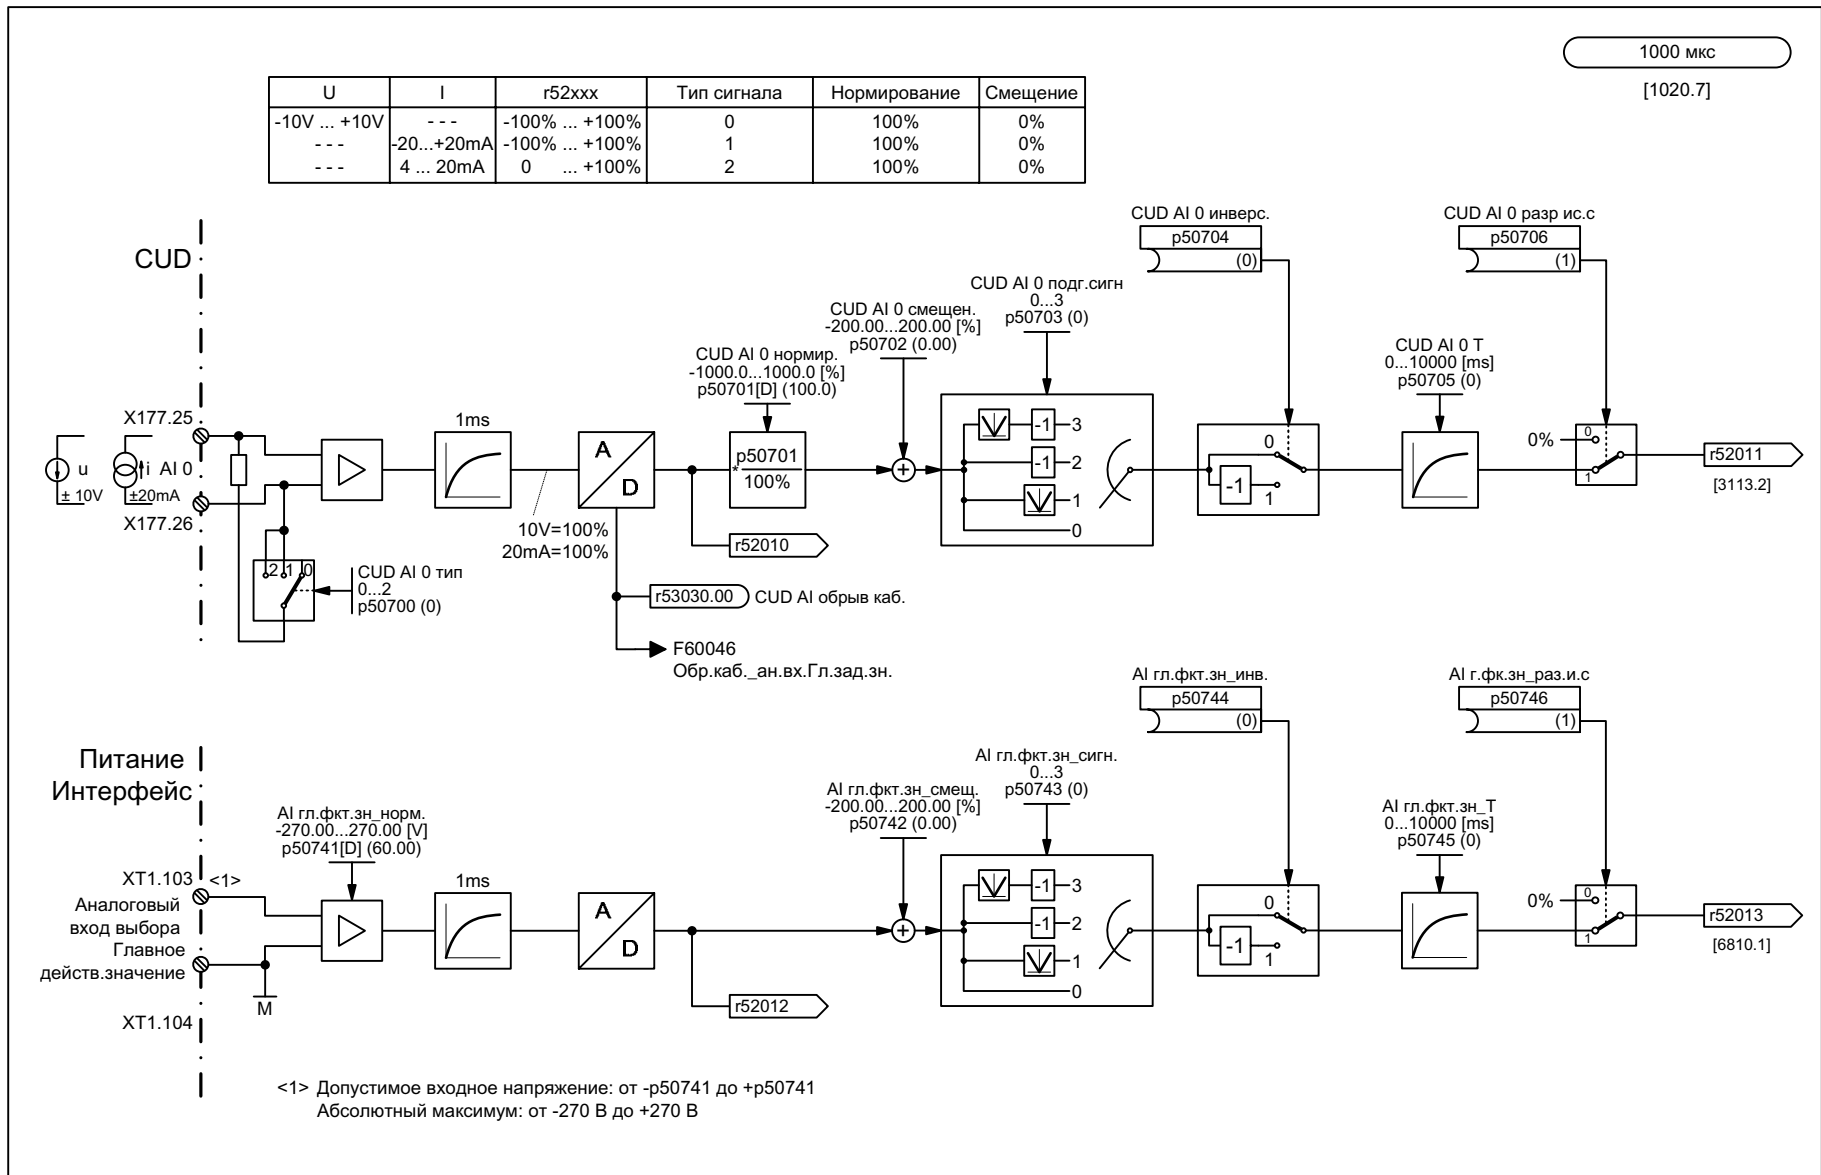 1000 мкс
[1020.7]
U I r52xxx Тип сигнала Нормирование Смещение
-10V ... +10V - - - -100% ... +100% 0 100% 0%
- - - -20...+20mA -100% ... +100% 1 100% 0%
- - - 4 ... 20mA 0 ... +100% 2 100% 0%
CUD
CUD AI 0 инверс.
p50704
(0)
CUD AI 0 разр ис.с
p50706
(1)
CUD AI 0 подг.сигн
0...3
p50703 (0)
CUD AI 0 смещен.
-200.00...200.00 [%]
p50702 (0.00)
CUD AI 0 нормир.
-1000.0...1000.0 [%]
p50701[D] (100.0)
CUD AI 0 T
0...10000 [ms]
p50705 (0)
X177.25
u
± 10V
i AI 0
±20mA
X177.26
1ms
A
D
10V=100%
20mA=100%
* p50701
100%
+
-1 3
-1 2
1
0
0
-1 1
0%
0
1
r52011
[3113.2]
r52010
2 1 0
CUD AI 0 тип
0...2
p50700 (0)
r53030.00 CUD AI обрыв каб.
F60046
Обр.каб._ан.вх.Гл.зад.зн.
Питание
Интерфейс
AI гл.фкт.зн_инв.
p50744
(0)
AI г.фк.зн_раз.и.с
p50746
(1)
AI гл.фкт.зн_сигн.
0...3
p50743 (0)
AI гл.фкт.зн_смещ.
-200.00...200.00 [%]
p50742 (0.00)
AI гл.фкт.зн_норм.
-270.00...270.00 [V]
p50741[D] (60.00)
AI гл.фкт.зн_T
0...10000 [ms]
p50745 (0)
XT1.103 <1>
Аналоговый
вход выбора
Главное
действ.значение
M
XT1.104
1ms
A
D
+
-1 3
-1 2
1
0
0
-1 1
0%
0
1
r52013
[6810.1]
r52012
<1> Допустимое входное напряжение: от -p50741 до +p50741
Абсолютный максимум: от -270 В до +270 В